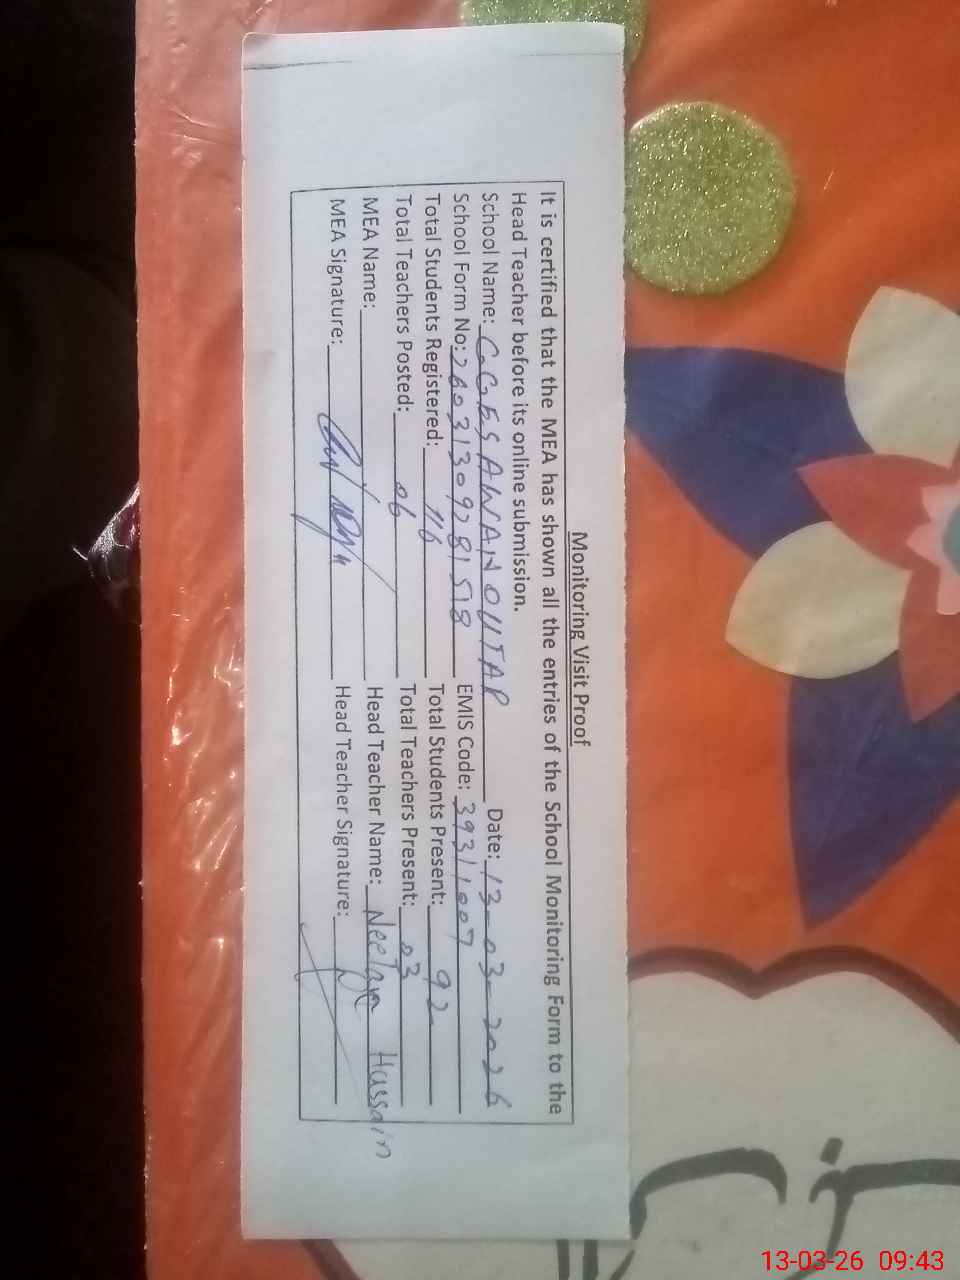 Monitoring Visit Proof
It is certified that the MEA has shown all the entries of the School Monitoring Form to the
Head Teacher before its online submission.
School Name: GGES AWAN OUTAR Date: 13-03-2026
School Form No: 26031309281578 EMIS Code: 39311007
Total Students Registered: 116 Total Students Present: 92
Total Teachers Posted: 06 Total Teachers Present: 03
MEA Name: Head Teacher Name: Hussain
MEA Signature: Head Teacher Signature:
13-03-26 09:43